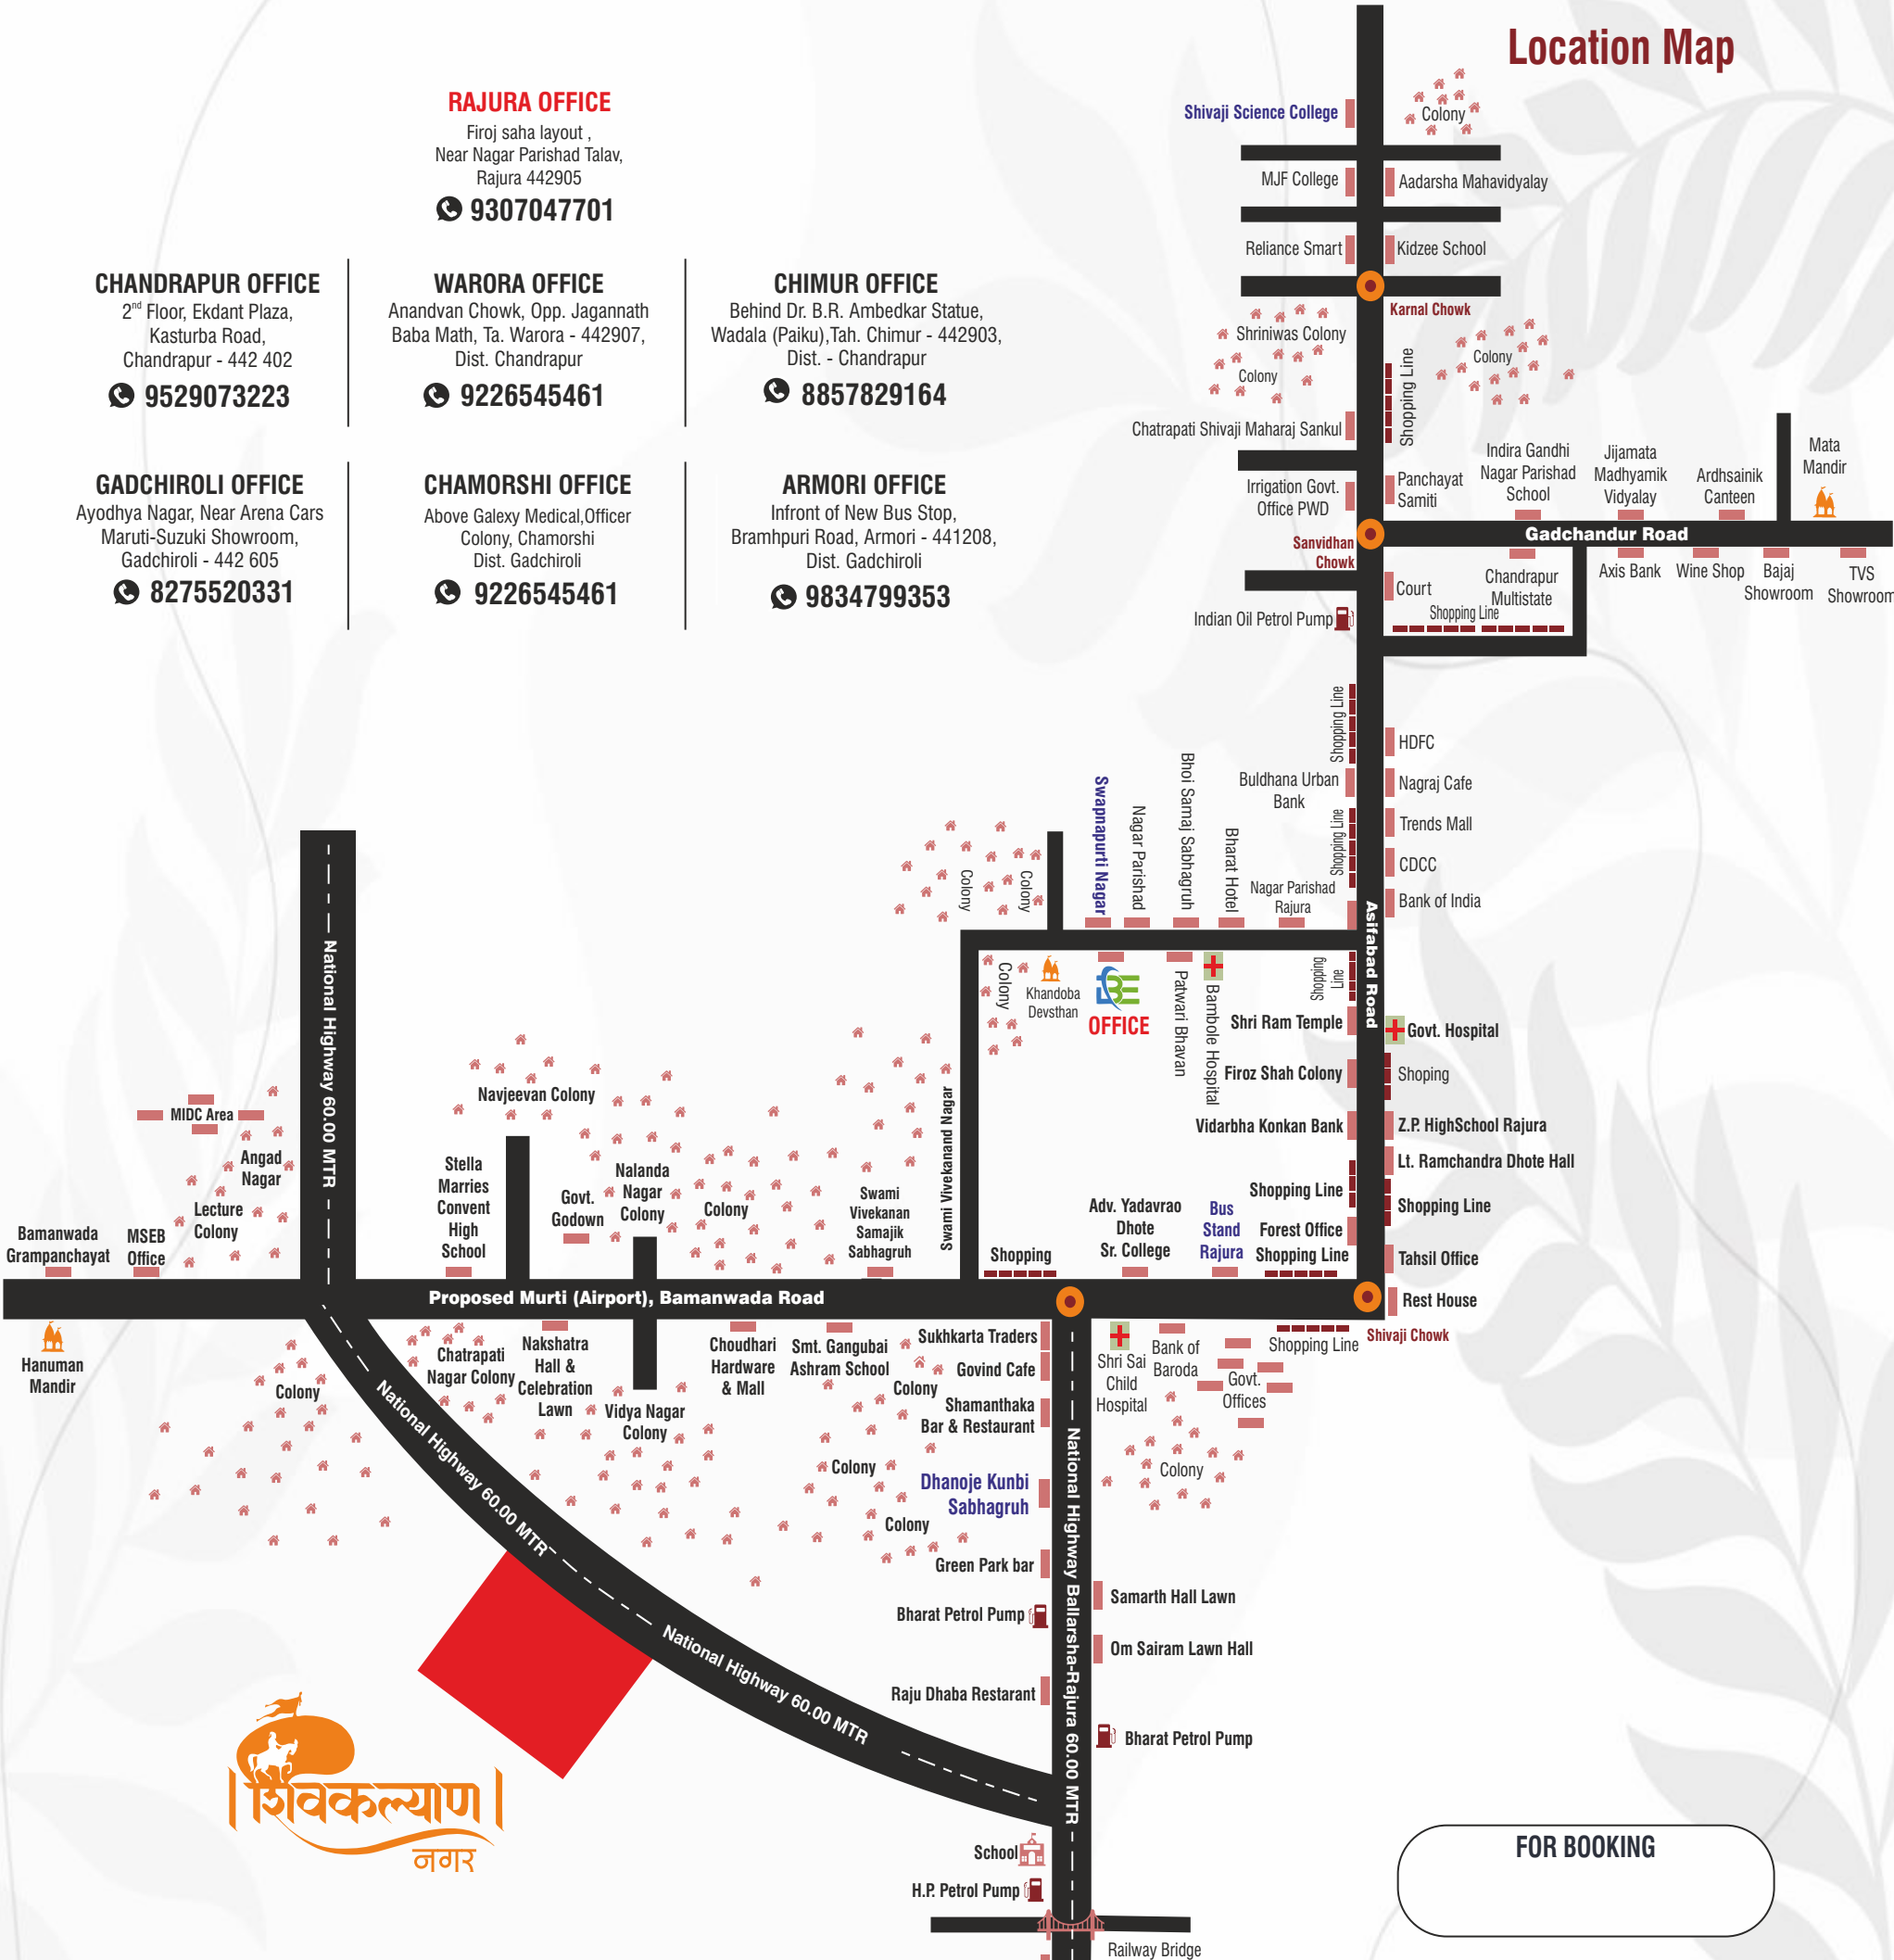 Location Map
RAJURA OFFICE
Firoj saha layout ,
Near Nagar Parishad Talav,
Rajura 442905
9307047701
CHANDRAPUR OFFICE
2nd Floor, Ekdant Plaza,
Kasturba Road,
Chandrapur - 442 402
9529073223
WARORA OFFICE
Anandvan Chowk, Opp. Jagannath
Baba Math, Ta. Warora - 442907,
Dist. Chandrapur
9226545461
CHIMUR OFFICE
Behind Dr. B.R. Ambedkar Statue,
Wadala (Paiku),Tah. Chimur - 442903,
Dist. - Chandrapur
8857829164
GADCHIROLI OFFICE
Ayodhya Nagar, Near Arena Cars
Maruti-Suzuki Showroom,
Gadchiroli - 442 605
8275520331
CHAMORSHI OFFICE
Above Galexy Medical,Officer
Colony, Chamorshi
Dist. Gadchiroli
9226545461
ARMORI OFFICE
Infront of New Bus Stop,
Bramhpuri Road, Armori - 441208,
Dist. Gadchiroli
9834799353
Shivaji Science College
Colony
MJF College
Aadarsha Mahavidyalay
Reliance Smart
Kidzee School
Karnal Chowk
Shriniwas Colony
Colony
Shopping Line
Colony
Chatrapati Shivaji Maharaj Sankul
Irrigation Govt.
Office PWD
Panchayat
Samiti
Indira Gandhi
Nagar Parishad
School
Jijamata
Madhyamik
Vidyalay
Ardhsainik
Canteen
Mata
Mandir
Gadchandur Road
Sanvidhan
Chowk
Court
Chandrapur
Multistate
Axis Bank
Wine Shop
Bajaj
Showroom
TVS
Showroom
Shopping Line
Indian Oil Petrol Pump
Shopping Line
HDFC
Buldhana Urban
Bank
Nagraj Cafe
Shopping Line
Trends Mall
CDCC
Bank of India
Asifabad Road
Colony
Colony
Swapnapurti Nagar
Nagar Parishad
Bhoi Samaj Sabhagruh
Bharat Hotel
Nagar Parishad
Rajura
Colony
Khandoba
Devsthan
BE
OFFICE
Patwari Bhavan
Bambole Hospital
Shopping
Line
Shri Ram Temple
Govt. Hospital
Firoz Shah Colony
Shoping
Vidarbha Konkan Bank
Z.P. HighSchool Rajura
Lt. Ramchandra Dhote Hall
Shopping Line
Shopping Line
Adv. Yadavrao
Dhote
Sr. College
Bus
Stand
Rajura
Forest Office
Shopping Line
Tahsil Office
Rest House
Shivaji Chowk
Shopping
Swami Vivekanand Nagar
National Highway 60.00 MTR
MIDC Area
Angad
Nagar
Lecture
Colony
Bamanwada
Grampanchayat
MSEB
Office
Navjeevan Colony
Stella
Marries
Convent
High
School
Govt.
Godown
Nalanda
Nagar
Colony
Colony
Swami
Vivekanan
Samajik
Sabhagruh
Proposed Murti (Airport), Bamanwada Road
Hanuman
Mandir
Colony
Chatrapati
Nagar Colony
Nakshatra
Hall &
Celebration
Lawn
Vidya Nagar
Colony
Choudhari
Hardware
& Mall
Smt. Gangubai
Ashram School
Colony
Colony
Colony
Sukhkarta Traders
Govind Cafe
Shamanthaka
Bar & Restaurant
Dhanoje Kunbi
Sabhagruh
Green Park bar
Bharat Petrol Pump
Raju Dhaba Restarant
Shri Sai
Child
Hospital
Bank of
Baroda
Govt.
Offices
Shopping Line
Colony
Samarth Hall Lawn
Om Sairam Lawn Hall
Bharat Petrol Pump
National Highway Ballarsha-Rajura 60.00 MTR
National Highway 60.00 MTR
National Highway 60.00 MTR
शिवकल्याण
नगर
School
H.P. Petrol Pump
Railway Bridge
FOR BOOKING